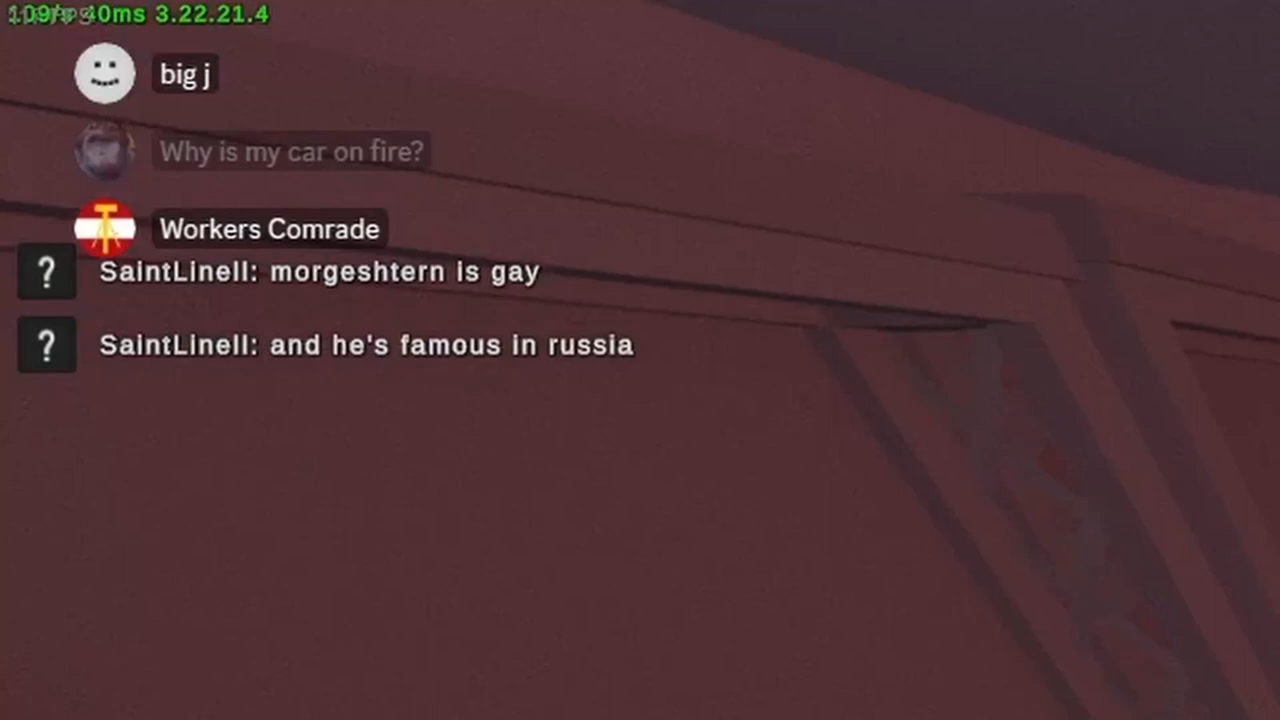 40ms 3.22.21.4
big j
Why is my car on fire?
Workers Comrade
? SaintLinell: morgeshtern is gay
? SaintLinell: and he's famous in russia